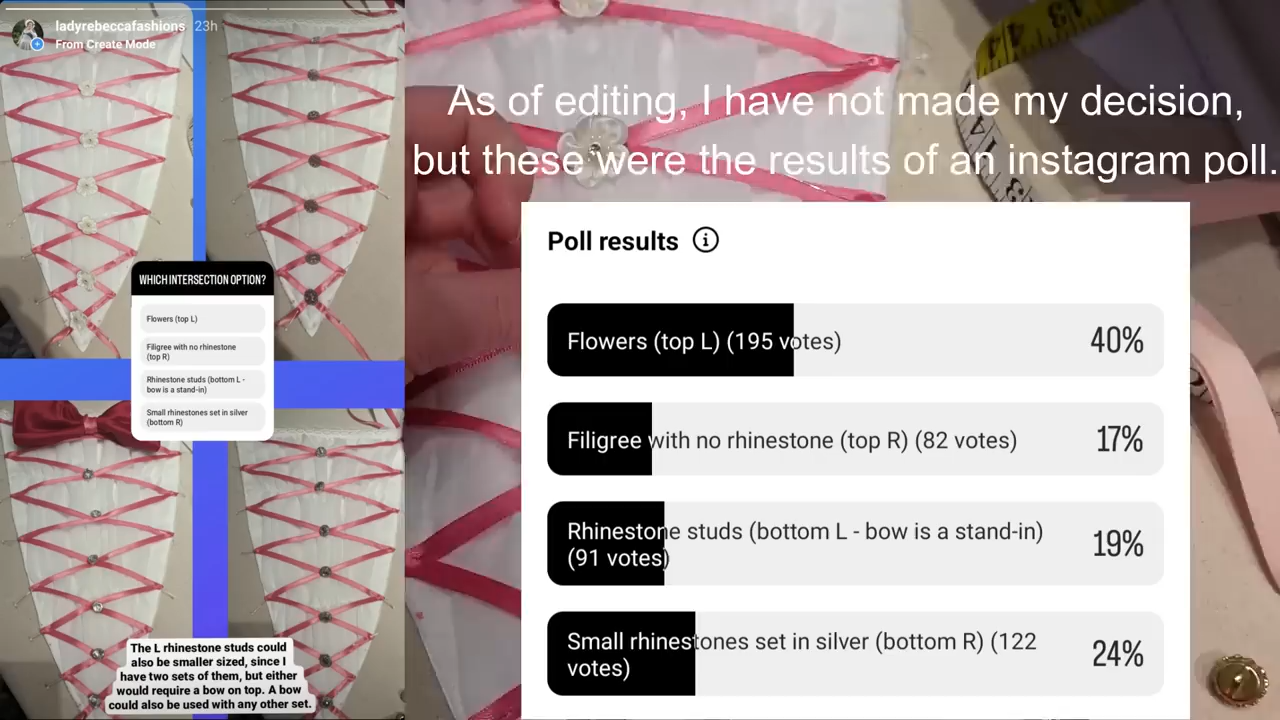 ladyrebeccafashions 23h
From Create Mode
WHICH INTERSECTION OPTION?
Flowers (top L)
Filigree with no rhinestone
(top R)
Rhinestone studs (bottom L -
bow is a stand-in)
Small rhinestones set in silver
(bottom R)
The L rhinestone studs could
also be smaller sized, since I
have two sets of them, but either
would require a bow on top. A bow
could also be used with any other set.
As of editing, I have not made my decision,
but these were the results of an instagram poll.
Poll results
Flowers (top L) (195 votes) 40%
Filigree with no rhinestone (top R) (82 votes) 17%
Rhinestone studs (bottom L - bow is a stand-in)
(91 votes) 19%
Small rhinestones set in silver (bottom R) (122
votes) 24%